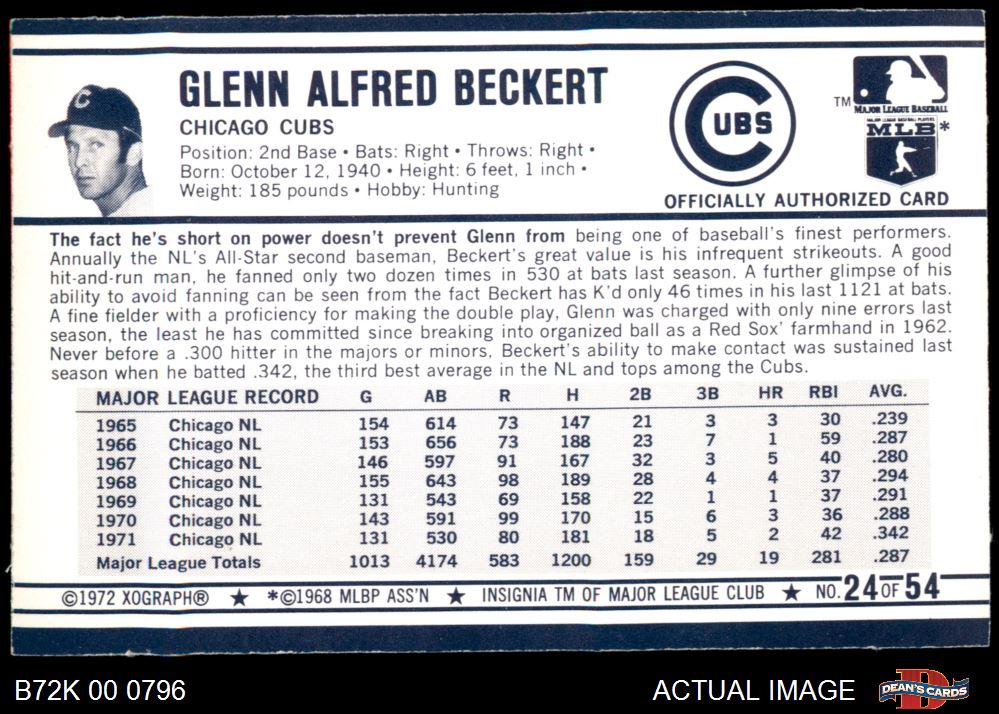 GLENN ALFRED BECKERT
CHICAGO CUBS
Position: 2nd Base • Bats: Right • Throws: Right •
Born: October 12, 1940 • Height: 6 feet, 1 inch •
Weight: 185 pounds • Hobby: Hunting
C
CUBS
TM
MAJOR LEAGUE BASEBALL
MAJOR LEAGUE BASEBALL PLAYERS
MLB*
OFFICIALLY AUTHORIZED CARD
The fact he's short on power doesn't prevent Glenn from being one of baseball's finest performers.
Annually the NL's All-Star second baseman, Beckert's great value is his infrequent strikeouts. A good
hit-and-run man, he fanned only two dozen times in 530 at bats last season. A further glimpse of his
ability to avoid fanning can be seen from the fact Beckert has K'd only 46 times in his last 1121 at bats.
A fine fielder with a proficiency for making the double play, Glenn was charged with only nine errors last
season, the least he has committed since breaking into organized ball as a Red Sox' farmhand in 1962.
Never before a .300 hitter in the majors or minors, Beckert's ability to make contact was sustained last
season when he batted .342, the third best average in the NL and tops among the Cubs.
MAJOR LEAGUE RECORD G AB R H 2B 3B HR RBI AVG.
1965 Chicago NL 154 614 73 147 21 3 3 30 .239
1966 Chicago NL 153 656 73 188 23 7 1 59 .287
1967 Chicago NL 146 597 91 167 32 3 5 40 .280
1968 Chicago NL 155 643 98 189 28 4 4 37 .294
1969 Chicago NL 131 543 69 158 22 1 1 37 .291
1970 Chicago NL 143 591 99 170 15 6 3 36 .288
1971 Chicago NL 131 530 80 181 18 5 2 42 .342
Major League Totals 1013 4174 583 1200 159 29 19 281 .287
©1972 XOGRAPH® ★ *©1968 MLBP ASS'N ★ INSIGNIA TM OF MAJOR LEAGUE CLUB ★ NO. 24 OF 54
B72K 00 0796
ACTUAL IMAGE
D
DEAN'S CARDS